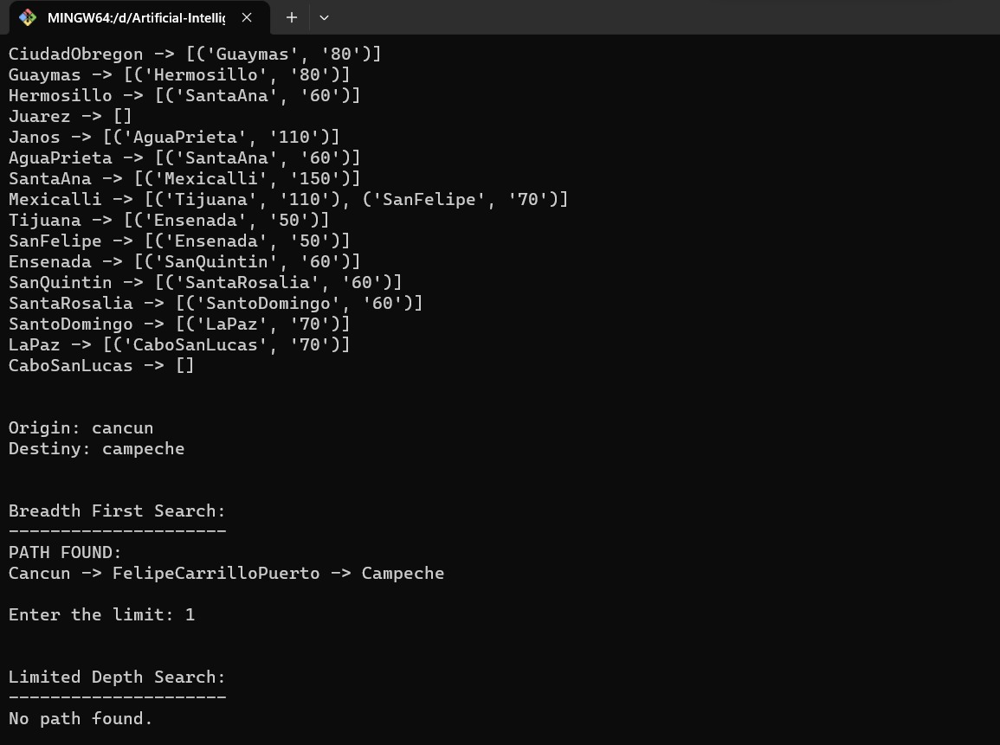 MINGW64:/d/Artificial-Intellig
CiudadObregon -> [('Guaymas', '80')]
Guaymas -> [('Hermosillo', '80')]
Hermosillo -> [('SantaAna', '60')]
Juarez -> []
Janos -> [('AguaPrieta', '110')]
AguaPrieta -> [('SantaAna', '60')]
SantaAna -> [('Mexicalli', '150')]
Mexicalli -> [('Tijuana', '110'), ('SanFelipe', '70')]
Tijuana -> [('Ensenada', '50')]
SanFelipe -> [('Ensenada', '50')]
Ensenada -> [('SanQuintin', '60')]
SanQuintin -> [('SantaRosalia', '60')]
SantaRosalia -> [('SantoDomingo', '60')]
SantoDomingo -> [('LaPaz', '70')]
LaPaz -> [('CaboSanLucas', '70')]
CaboSanLucas -> []
Origin: cancun
Destiny: campeche
Breadth First Search:
---------------------
PATH FOUND:
Cancun -> FelipeCarrilloPuerto -> Campeche
Enter the limit: 1
Limited Depth Search:
---------------------
No path found.